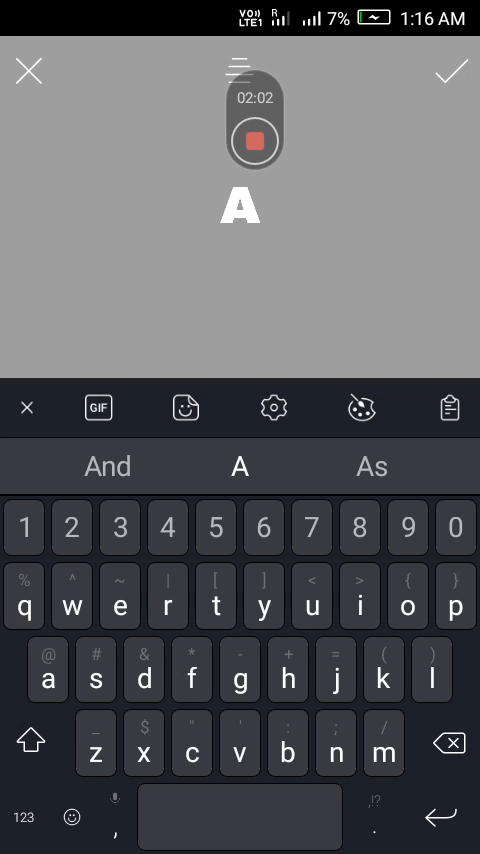 VO)) LTE1 R 7% 1:16 AM
02:02
A
GIF
And A As
1 2 3 4 5 6 7 8 9 0
% ^ ~ | [ ] < > { }
q w e r t y u i o p
@ # & * - + = ( )
a s d f g h j k l
_ $ " ' : ; /
z x c v b n m
,!?
123 , .